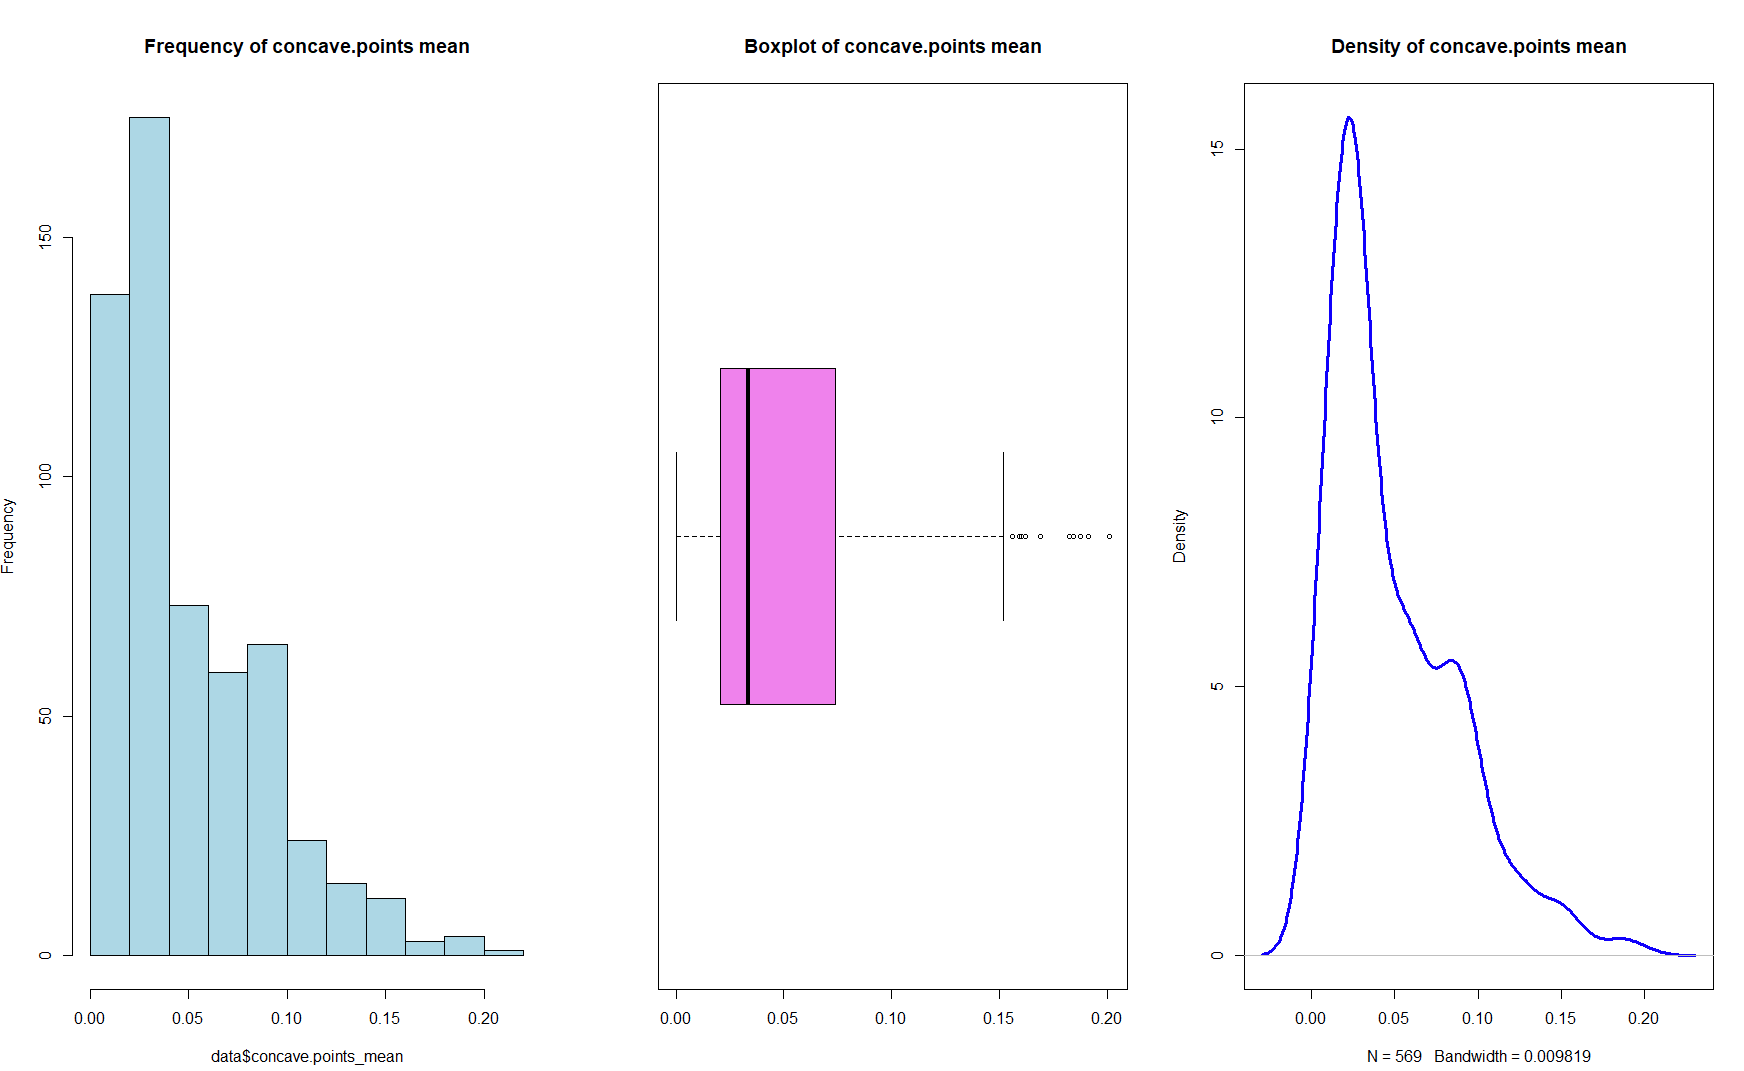 Frequency of concave.points mean
Frequency
0
50
100
150
0.00 0.05 0.10 0.15 0.20
data$concave.points_mean
Boxplot of concave.points mean
0.00 0.05 0.10 0.15 0.20
Density of concave.points mean
Density
0
5
10
15
0.00 0.05 0.10 0.15 0.20
N = 569 Bandwidth = 0.009819